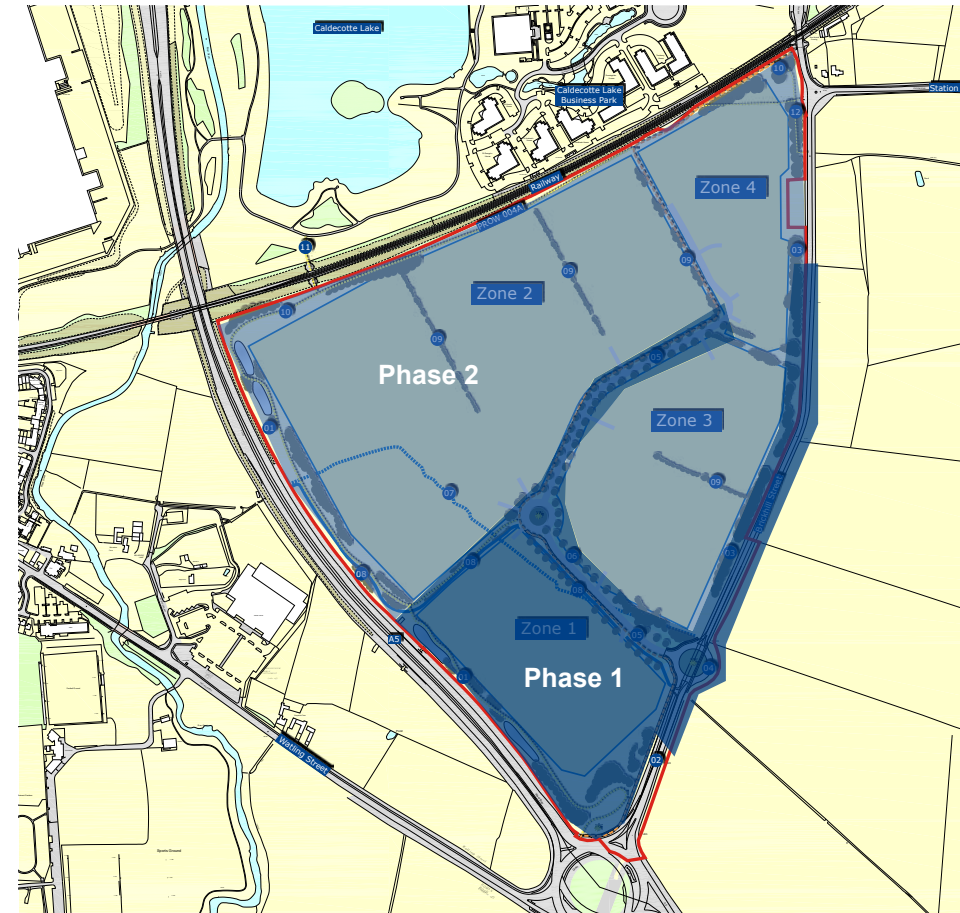 Caldecotte Lake
Caldecotte Lake
Business Park
10
Station
12
Railway
Zone 4
PROW 004A
03
11
09
09
Zone 2
10
09
05
Phase 2
Zone 3
01
09
07
Brickhill Street
06
03
08
08
08
Zone 1
05
A5
04
Phase 1
01
02
Watling Street
Sports Ground